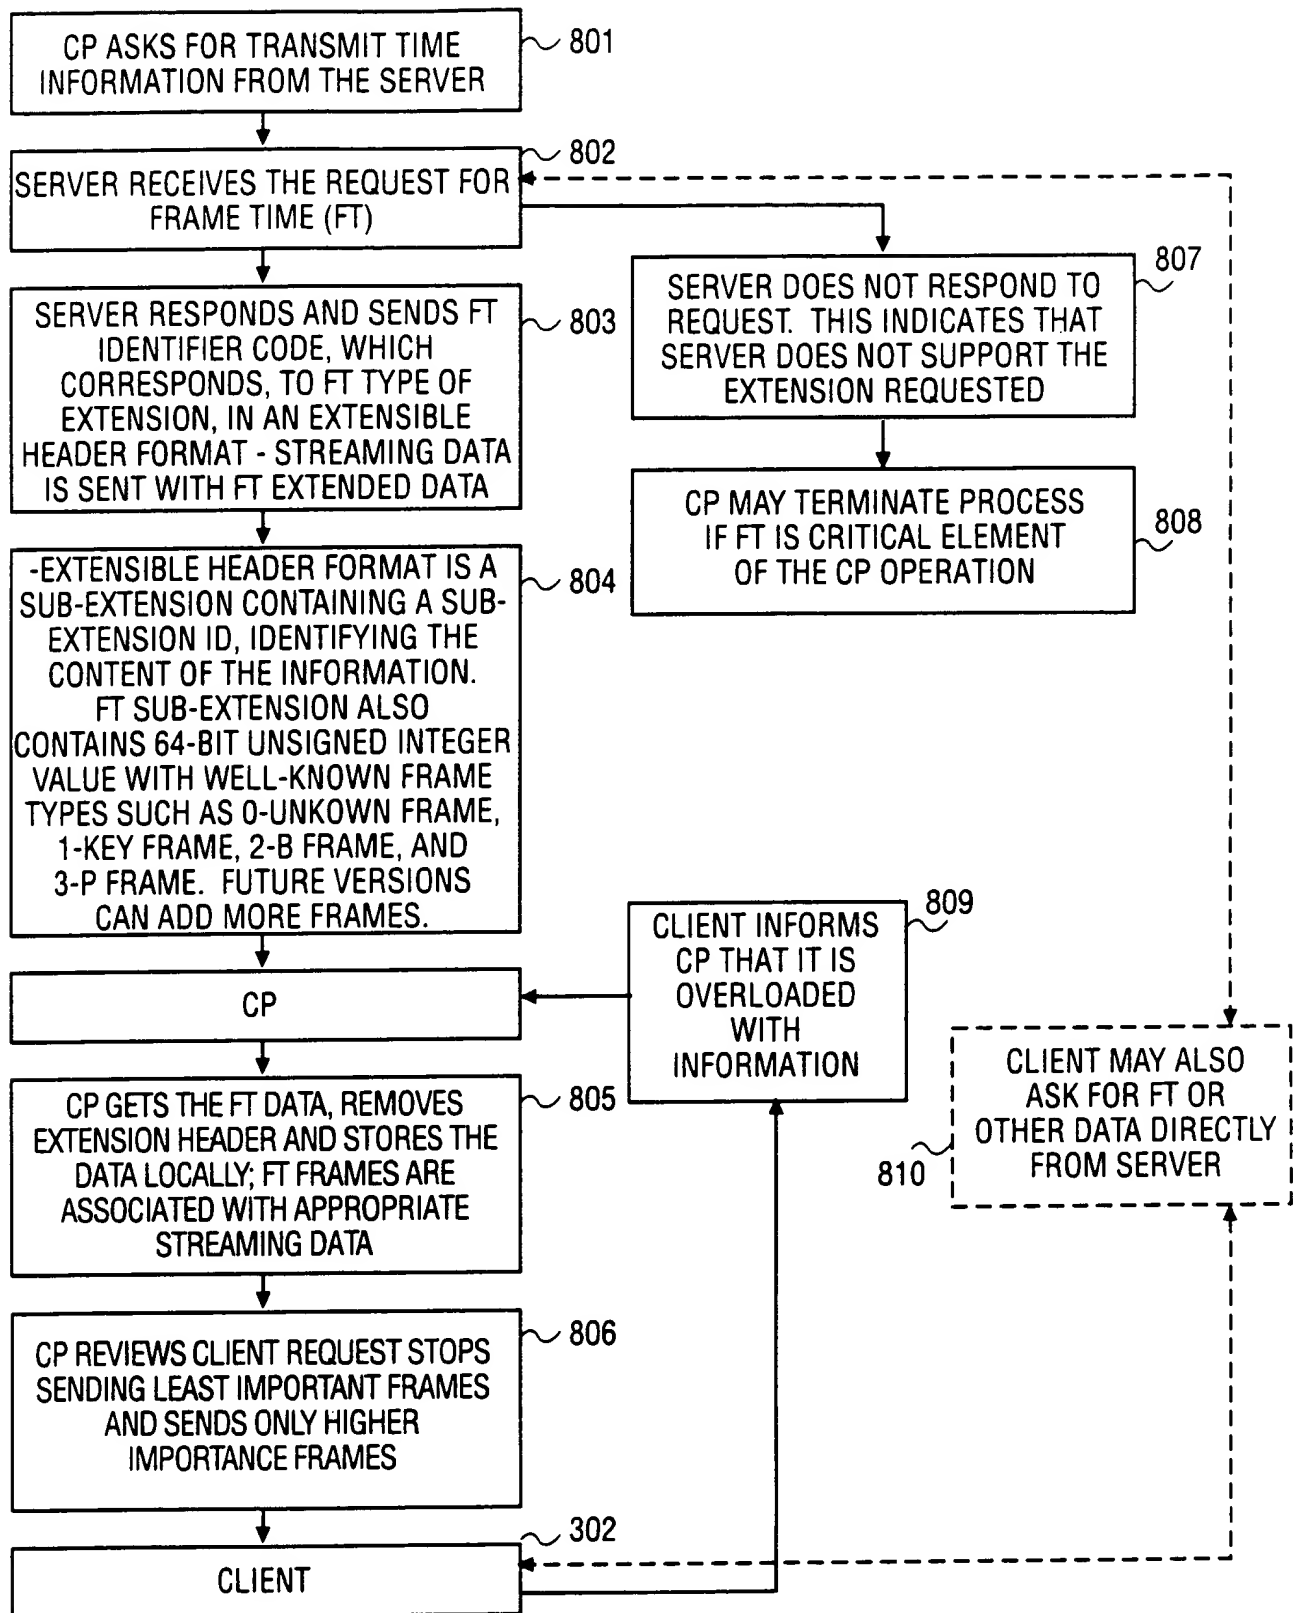 CP ASKS FOR TRANSMIT TIME
INFORMATION FROM THE SERVER
801
SERVER RECEIVES THE REQUEST FOR
FRAME TIME (FT)
802
SERVER RESPONDS AND SENDS FT
IDENTIFIER CODE, WHICH
CORRESPONDS, TO FT TYPE OF
EXTENSION, IN AN EXTENSIBLE
HEADER FORMAT - STREAMING DATA
IS SENT WITH FT EXTENDED DATA
803
SERVER DOES NOT RESPOND TO
REQUEST. THIS INDICATES THAT
SERVER DOES NOT SUPPORT THE
EXTENSION REQUESTED
807
CP MAY TERMINATE PROCESS
IF FT IS CRITICAL ELEMENT
OF THE CP OPERATION
808
-EXTENSIBLE HEADER FORMAT IS A
SUB-EXTENSION CONTAINING A SUB-
EXTENSION ID, IDENTIFYING THE
CONTENT OF THE INFORMATION.
FT SUB-EXTENSION ALSO
CONTAINS 64-BIT UNSIGNED INTEGER
VALUE WITH WELL-KNOWN FRAME
TYPES SUCH AS 0-UNKOWN FRAME,
1-KEY FRAME, 2-B FRAME, AND
3-P FRAME. FUTURE VERSIONS
CAN ADD MORE FRAMES.
804
CP
CLIENT INFORMS
CP THAT IT IS
OVERLOADED
WITH
INFORMATION
809
CLIENT MAY ALSO
ASK FOR FT OR
OTHER DATA DIRECTLY
FROM SERVER
810
CP GETS THE FT DATA, REMOVES
EXTENSION HEADER AND STORES THE
DATA LOCALLY; FT FRAMES ARE
ASSOCIATED WITH APPROPRIATE
STREAMING DATA
805
CP REVIEWS CLIENT REQUEST STOPS
SENDING LEAST IMPORTANT FRAMES
AND SENDS ONLY HIGHER
IMPORTANCE FRAMES
806
CLIENT
302